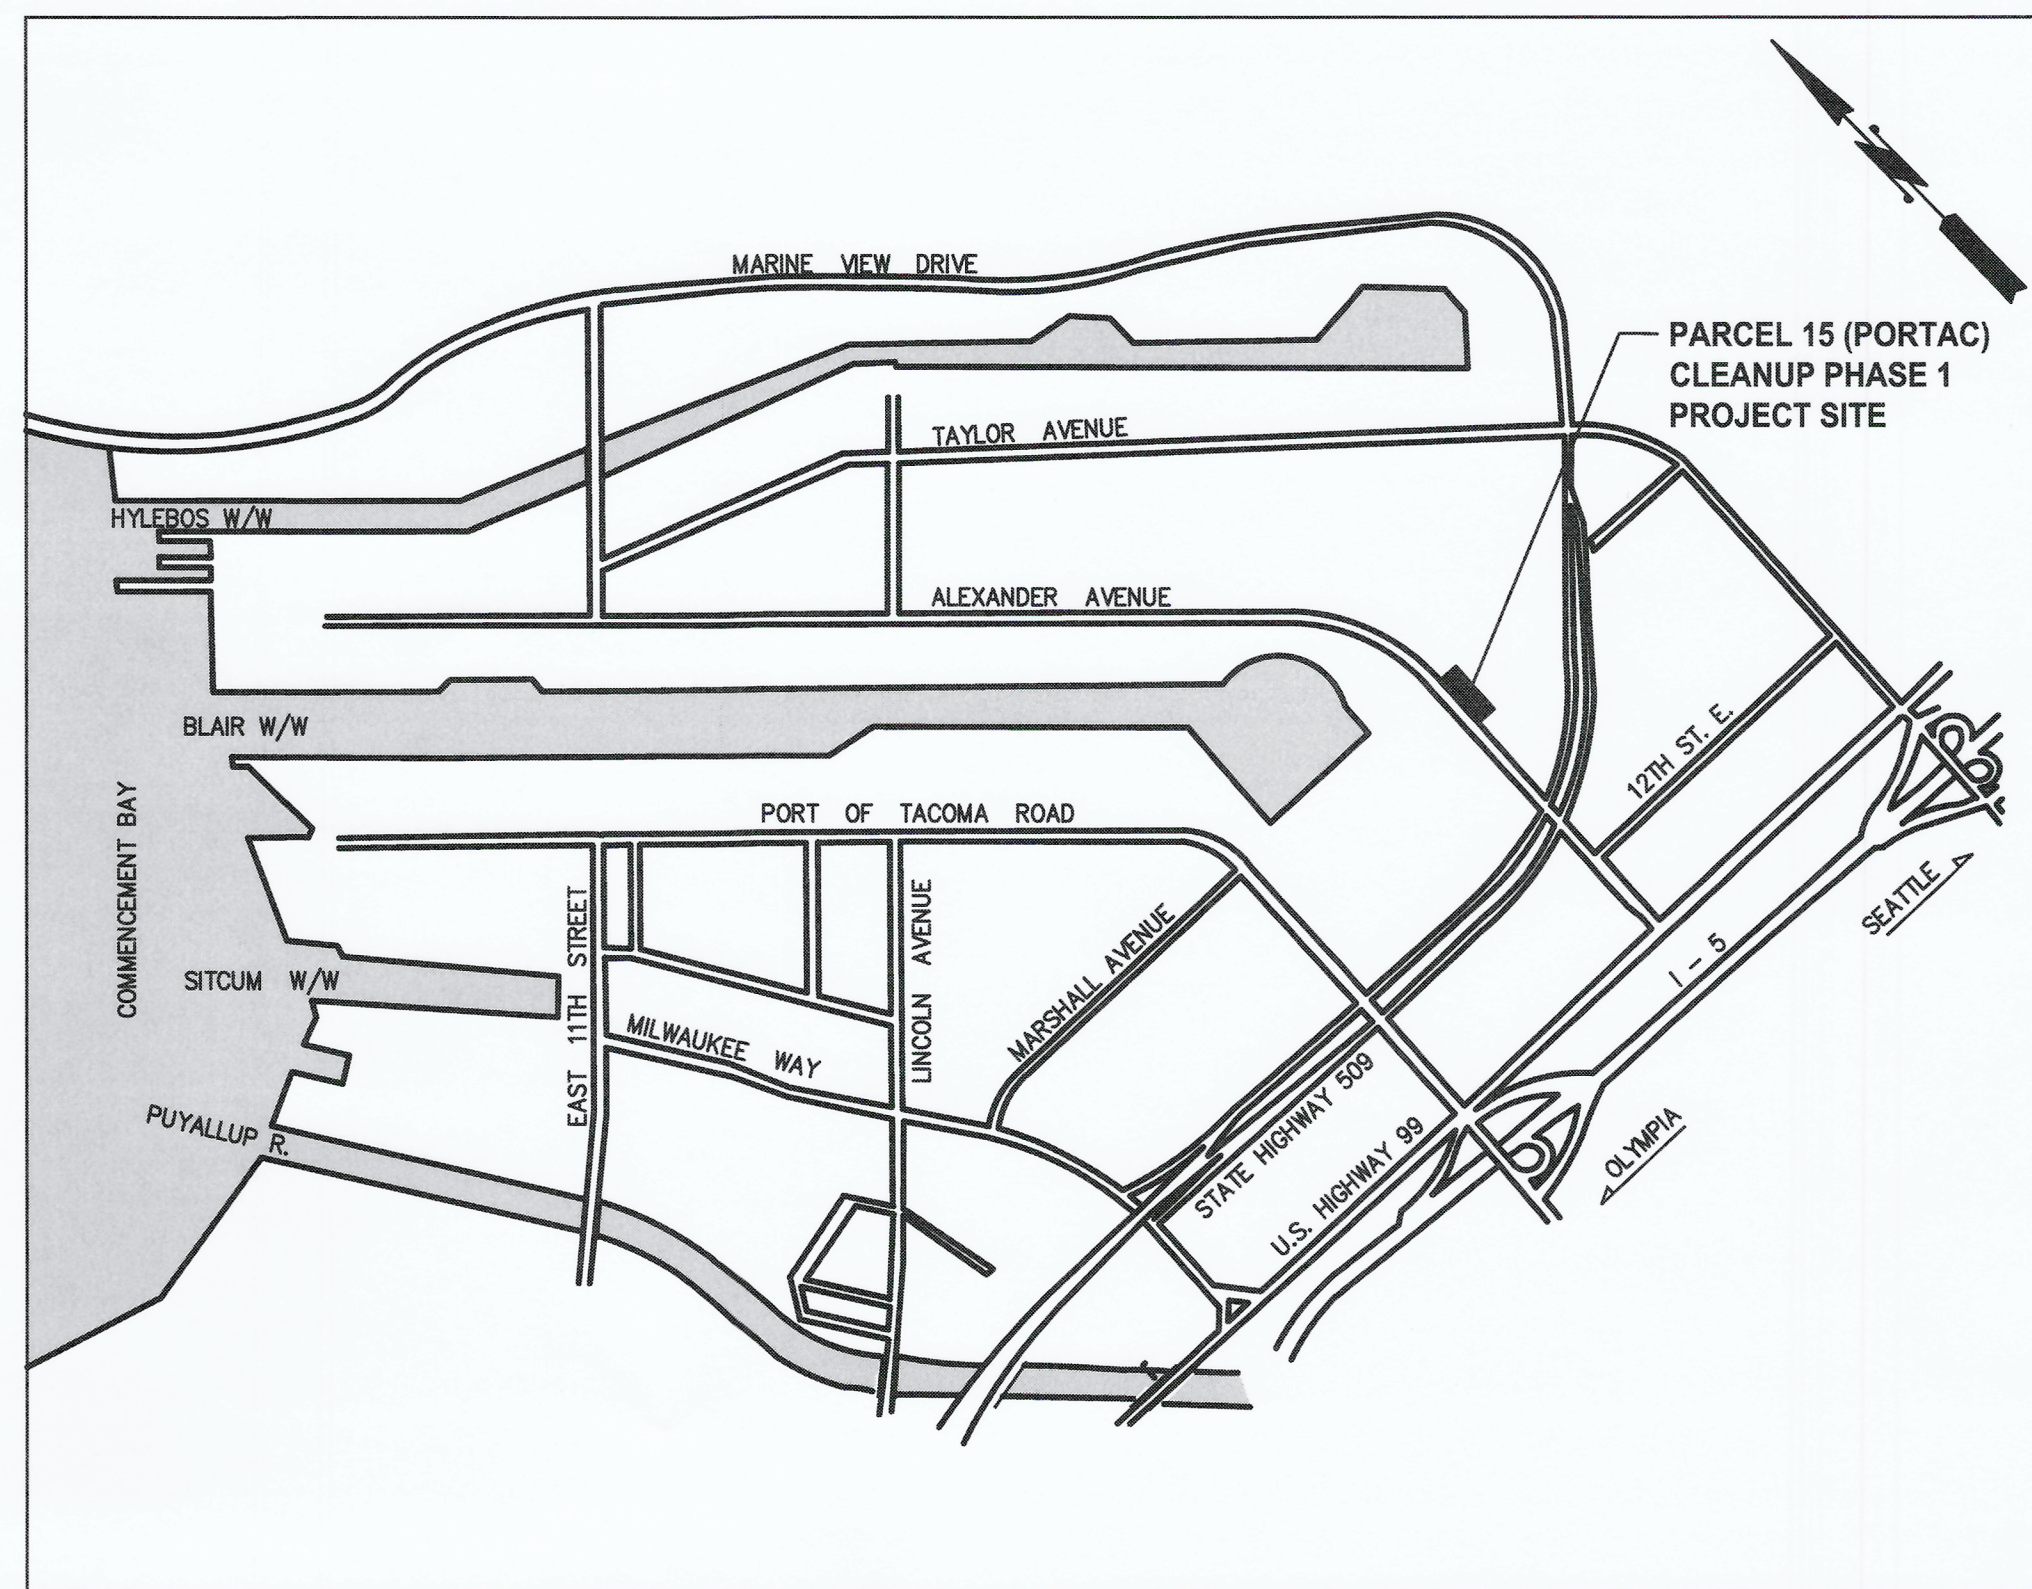 MARINE VIEW DRIVE
PARCEL 15 (PORTAC)
CLEANUP PHASE 1
PROJECT SITE
TAYLOR AVENUE
HYLEBOS W/W
ALEXANDER AVENUE
BLAIR W/W
12TH ST. E.
PORT OF TACOMA ROAD
COMMENCEMENT BAY
SEATTLE
EAST 11TH STREET
LINCOLN AVENUE
MARSHALL AVENUE
I - 5
SITCUM W/W
MILWAUKEE WAY
STATE HIGHWAY 509
U.S. HIGHWAY 99
OLYMPIA
PUYALLUP R.